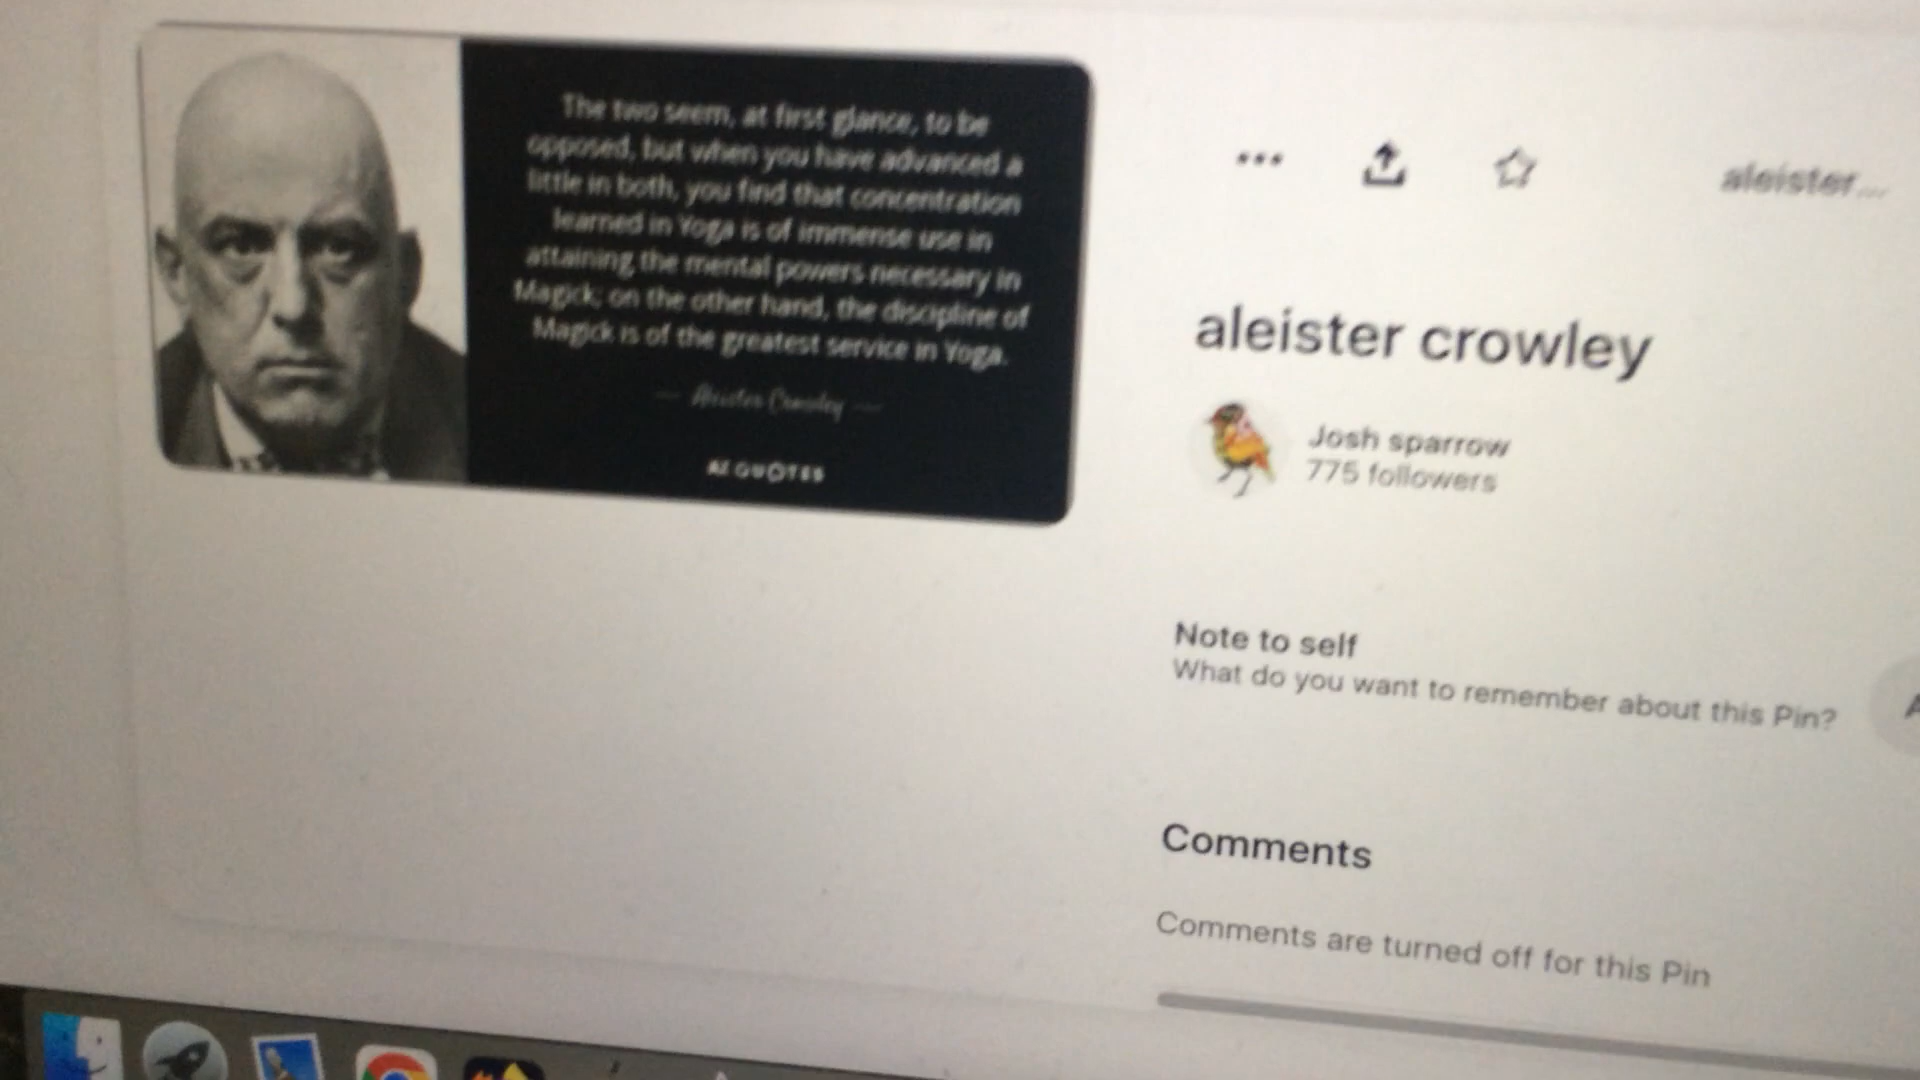 The two seem, at first glance, to be
opposed, but when you have advanced a
little in both, you find that concentration
learned in Yoga is of immense use in
attaining the mental powers necessary in
Magick; on the other hand, the discipline of
Magick is of the greatest service in Yoga.
— Aleister Crowley —
AZ QUOTES
aleister...
aleister crowley
Josh sparrow
775 followers
Note to self
What do you want to remember about this Pin?
A
Comments
Comments are turned off for this Pin